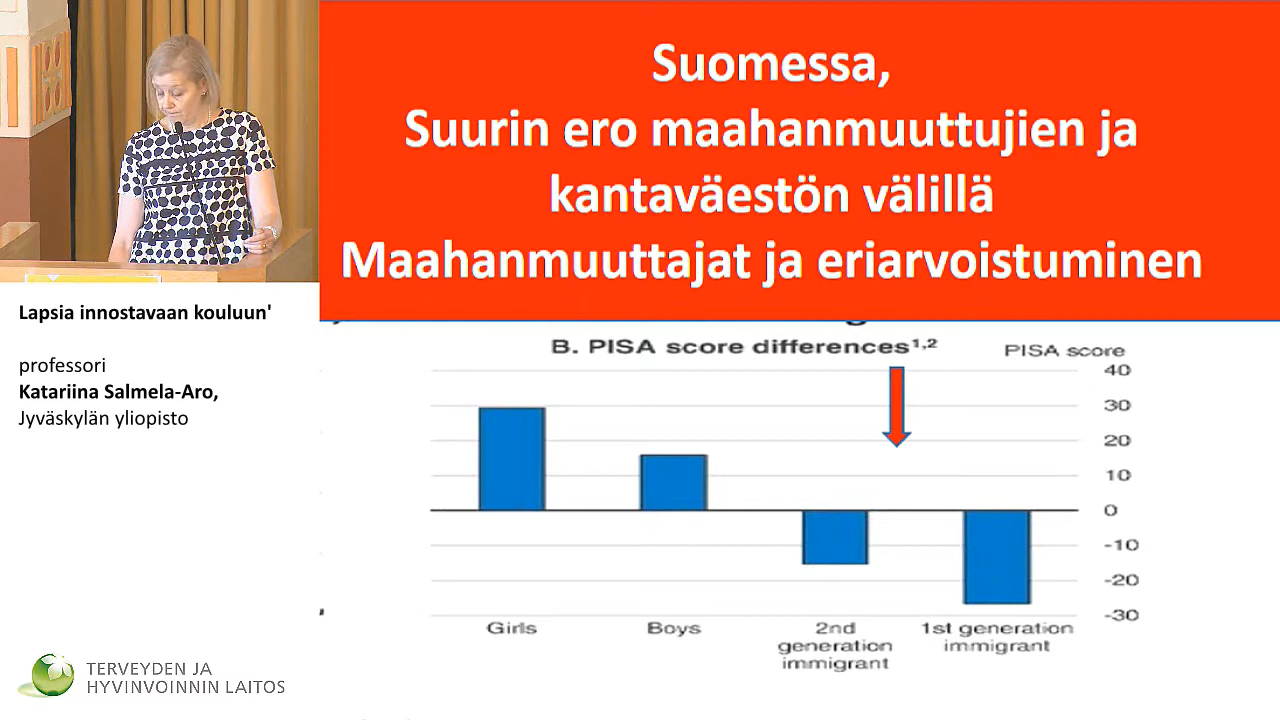 Suomessa,
Suurin ero maahanmuuttujien ja
kantaväestön välillä
Maahanmuuttajat ja eriarvoistuminen
Lapsia innostavaan kouluun'
professori
Katariina Salmela-Aro,
Jyväskylän yliopisto
B. PISA score differences¹,²
PISA score
40
30
20
10
0
-10
-20
-30
Girls
Boys
2nd
generation
immigrant
1st generation
immigrant
TERVEYDEN JA
HYVINVOINNIN LAITOS